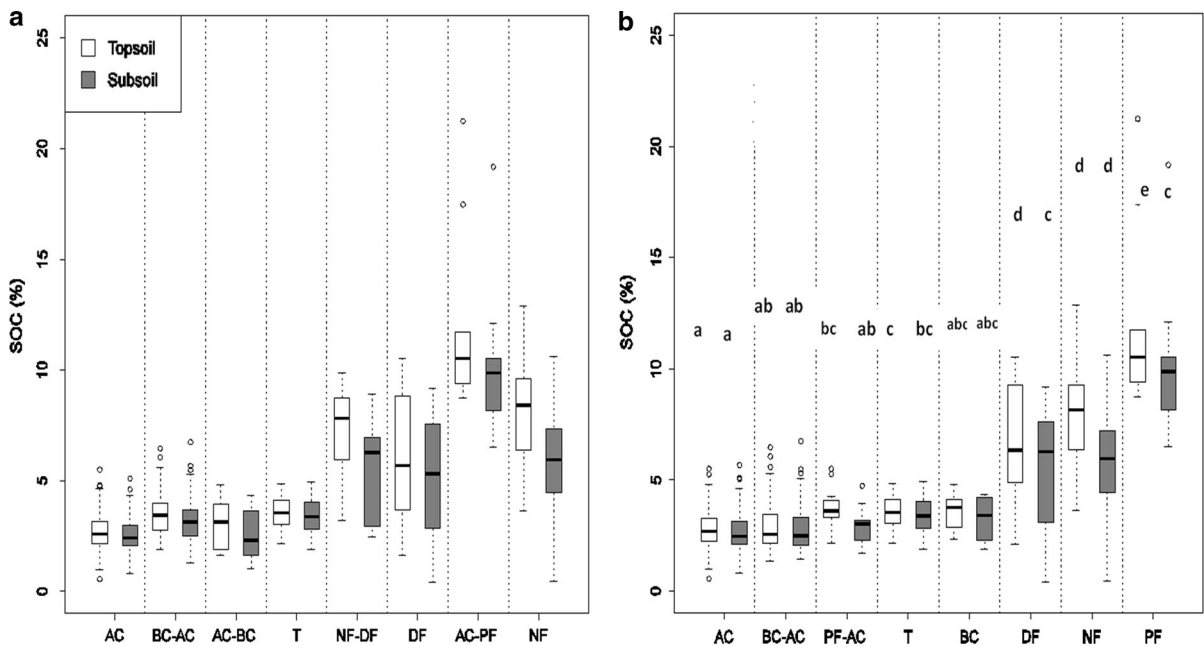 a
Topsoil
Subsoil
SOC (%)
25
20
15
10
5
0
AC BC-AC AC-BC T NF-DF DF AC-PF NF
b
SOC (%)
25
20
15
10
5
0
d d
e c
d c
ab ab
a a bc ab c bc abc abc
AC BC-AC PF-AC T BC DF NF PF